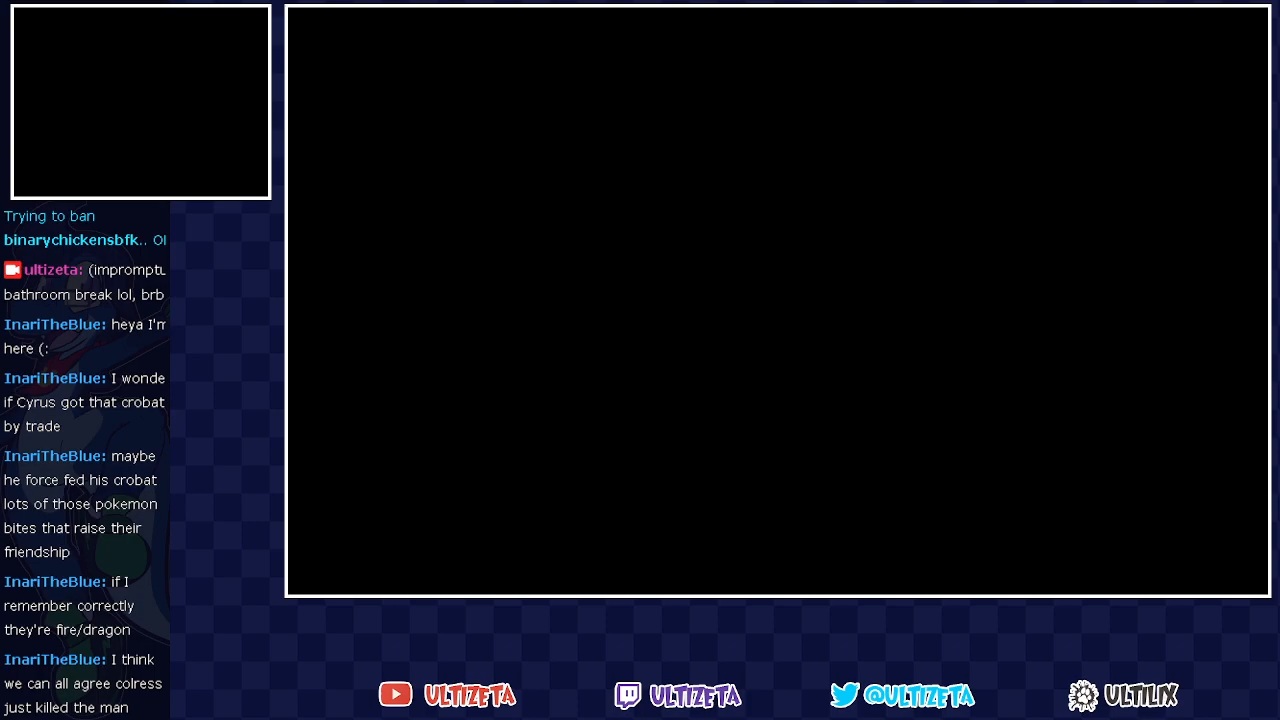 Trying to ban
binarychickensbfk..
ultizeta: (impromptu
bathroom break lol, brb
InariTheBlue: heya I'm
here (:
InariTheBlue: I wonde
if Cyrus got that crobat
by trade
InariTheBlue: maybe
he force fed his crobat
lots of those pokemon
bites that raise their
friendship
InariTheBlue: if I
remember correctly
they're fire/dragon
InariTheBlue: I think
we can all agree colress
just killed the man
ULTIZETA
ULTIZETA
@ULTIZETA
ULTILIX